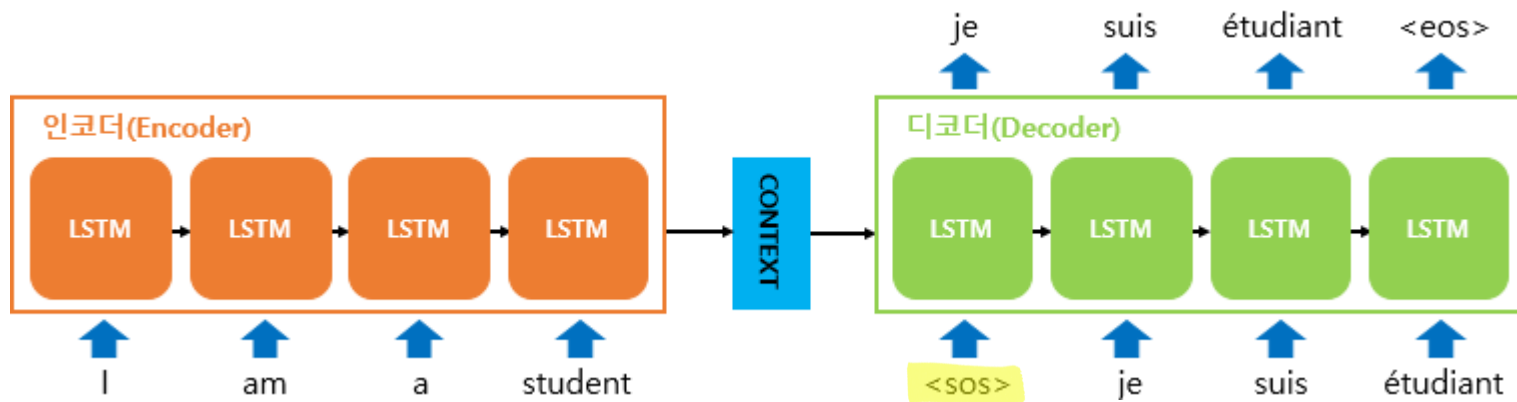 je suis étudiant <eos>
인코더(Encoder)
디코더(Decoder)
LSTM LSTM LSTM LSTM
CONTEXT
LSTM LSTM LSTM LSTM
I am a student
<sos> je suis étudiant